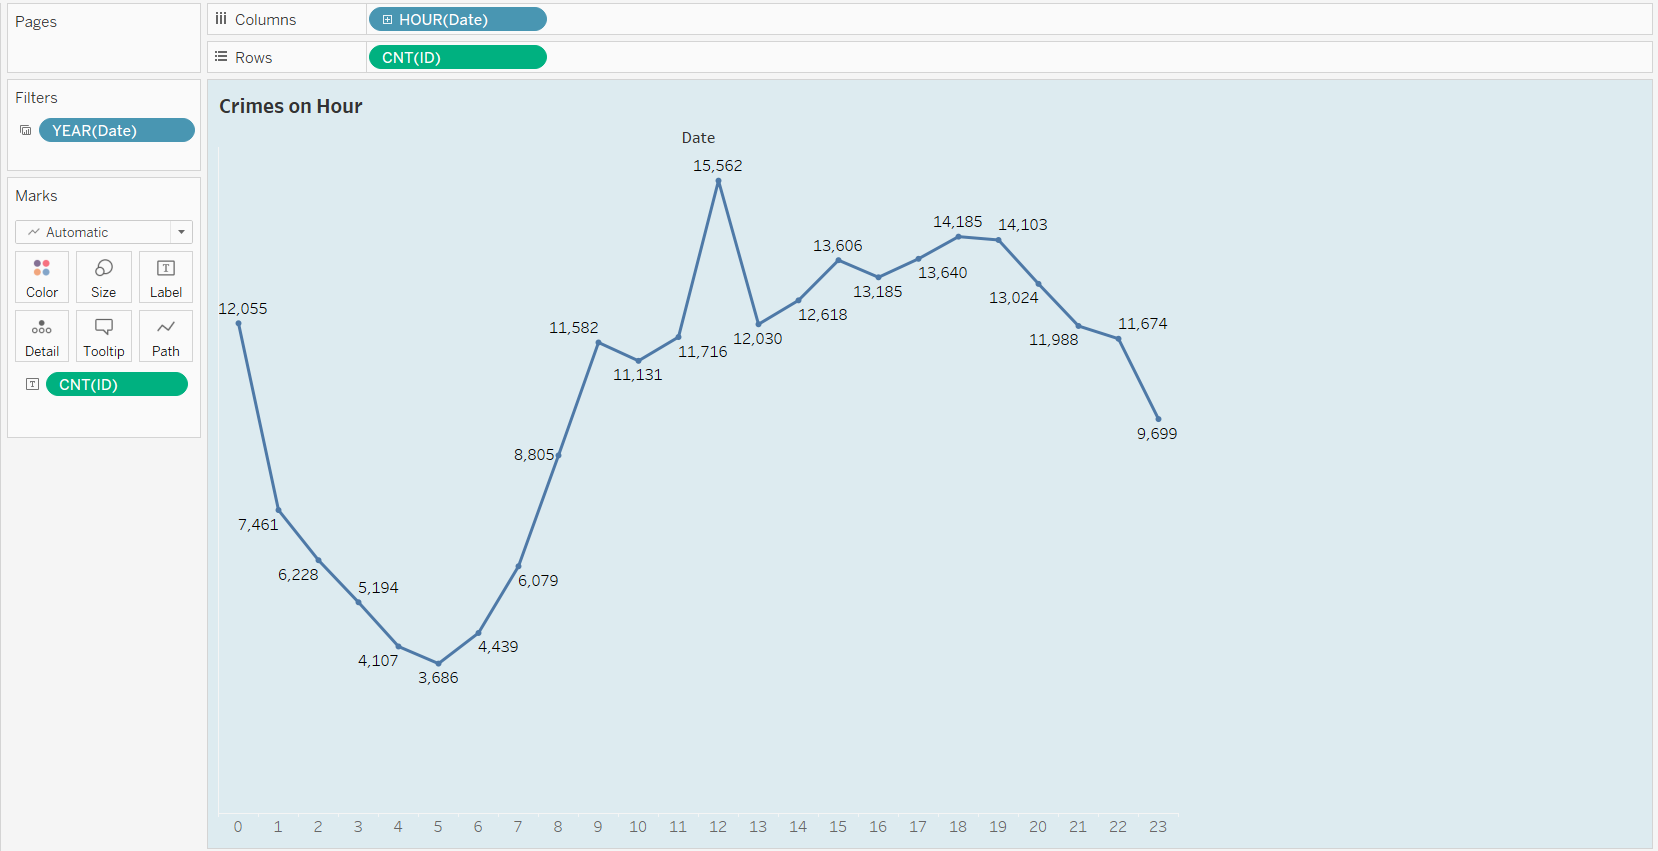 Pages
Columns
HOUR(Date)
Rows
CNT(ID)
Filters
YEAR(Date)
Marks
Automatic
Color
Size
Label
Detail
Tooltip
Path
CNT(ID)
Crimes on Hour
Date
12,055
7,461
6,228
5,194
4,107
3,686
4,439
6,079
8,805
11,582
11,131
11,716
15,562
12,030
12,618
13,606
13,185
13,640
14,185
14,103
13,024
11,988
11,674
9,699
0 1 2 3 4 5 6 7 8 9 10 11 12 13 14 15 16 17 18 19 20 21 22 23